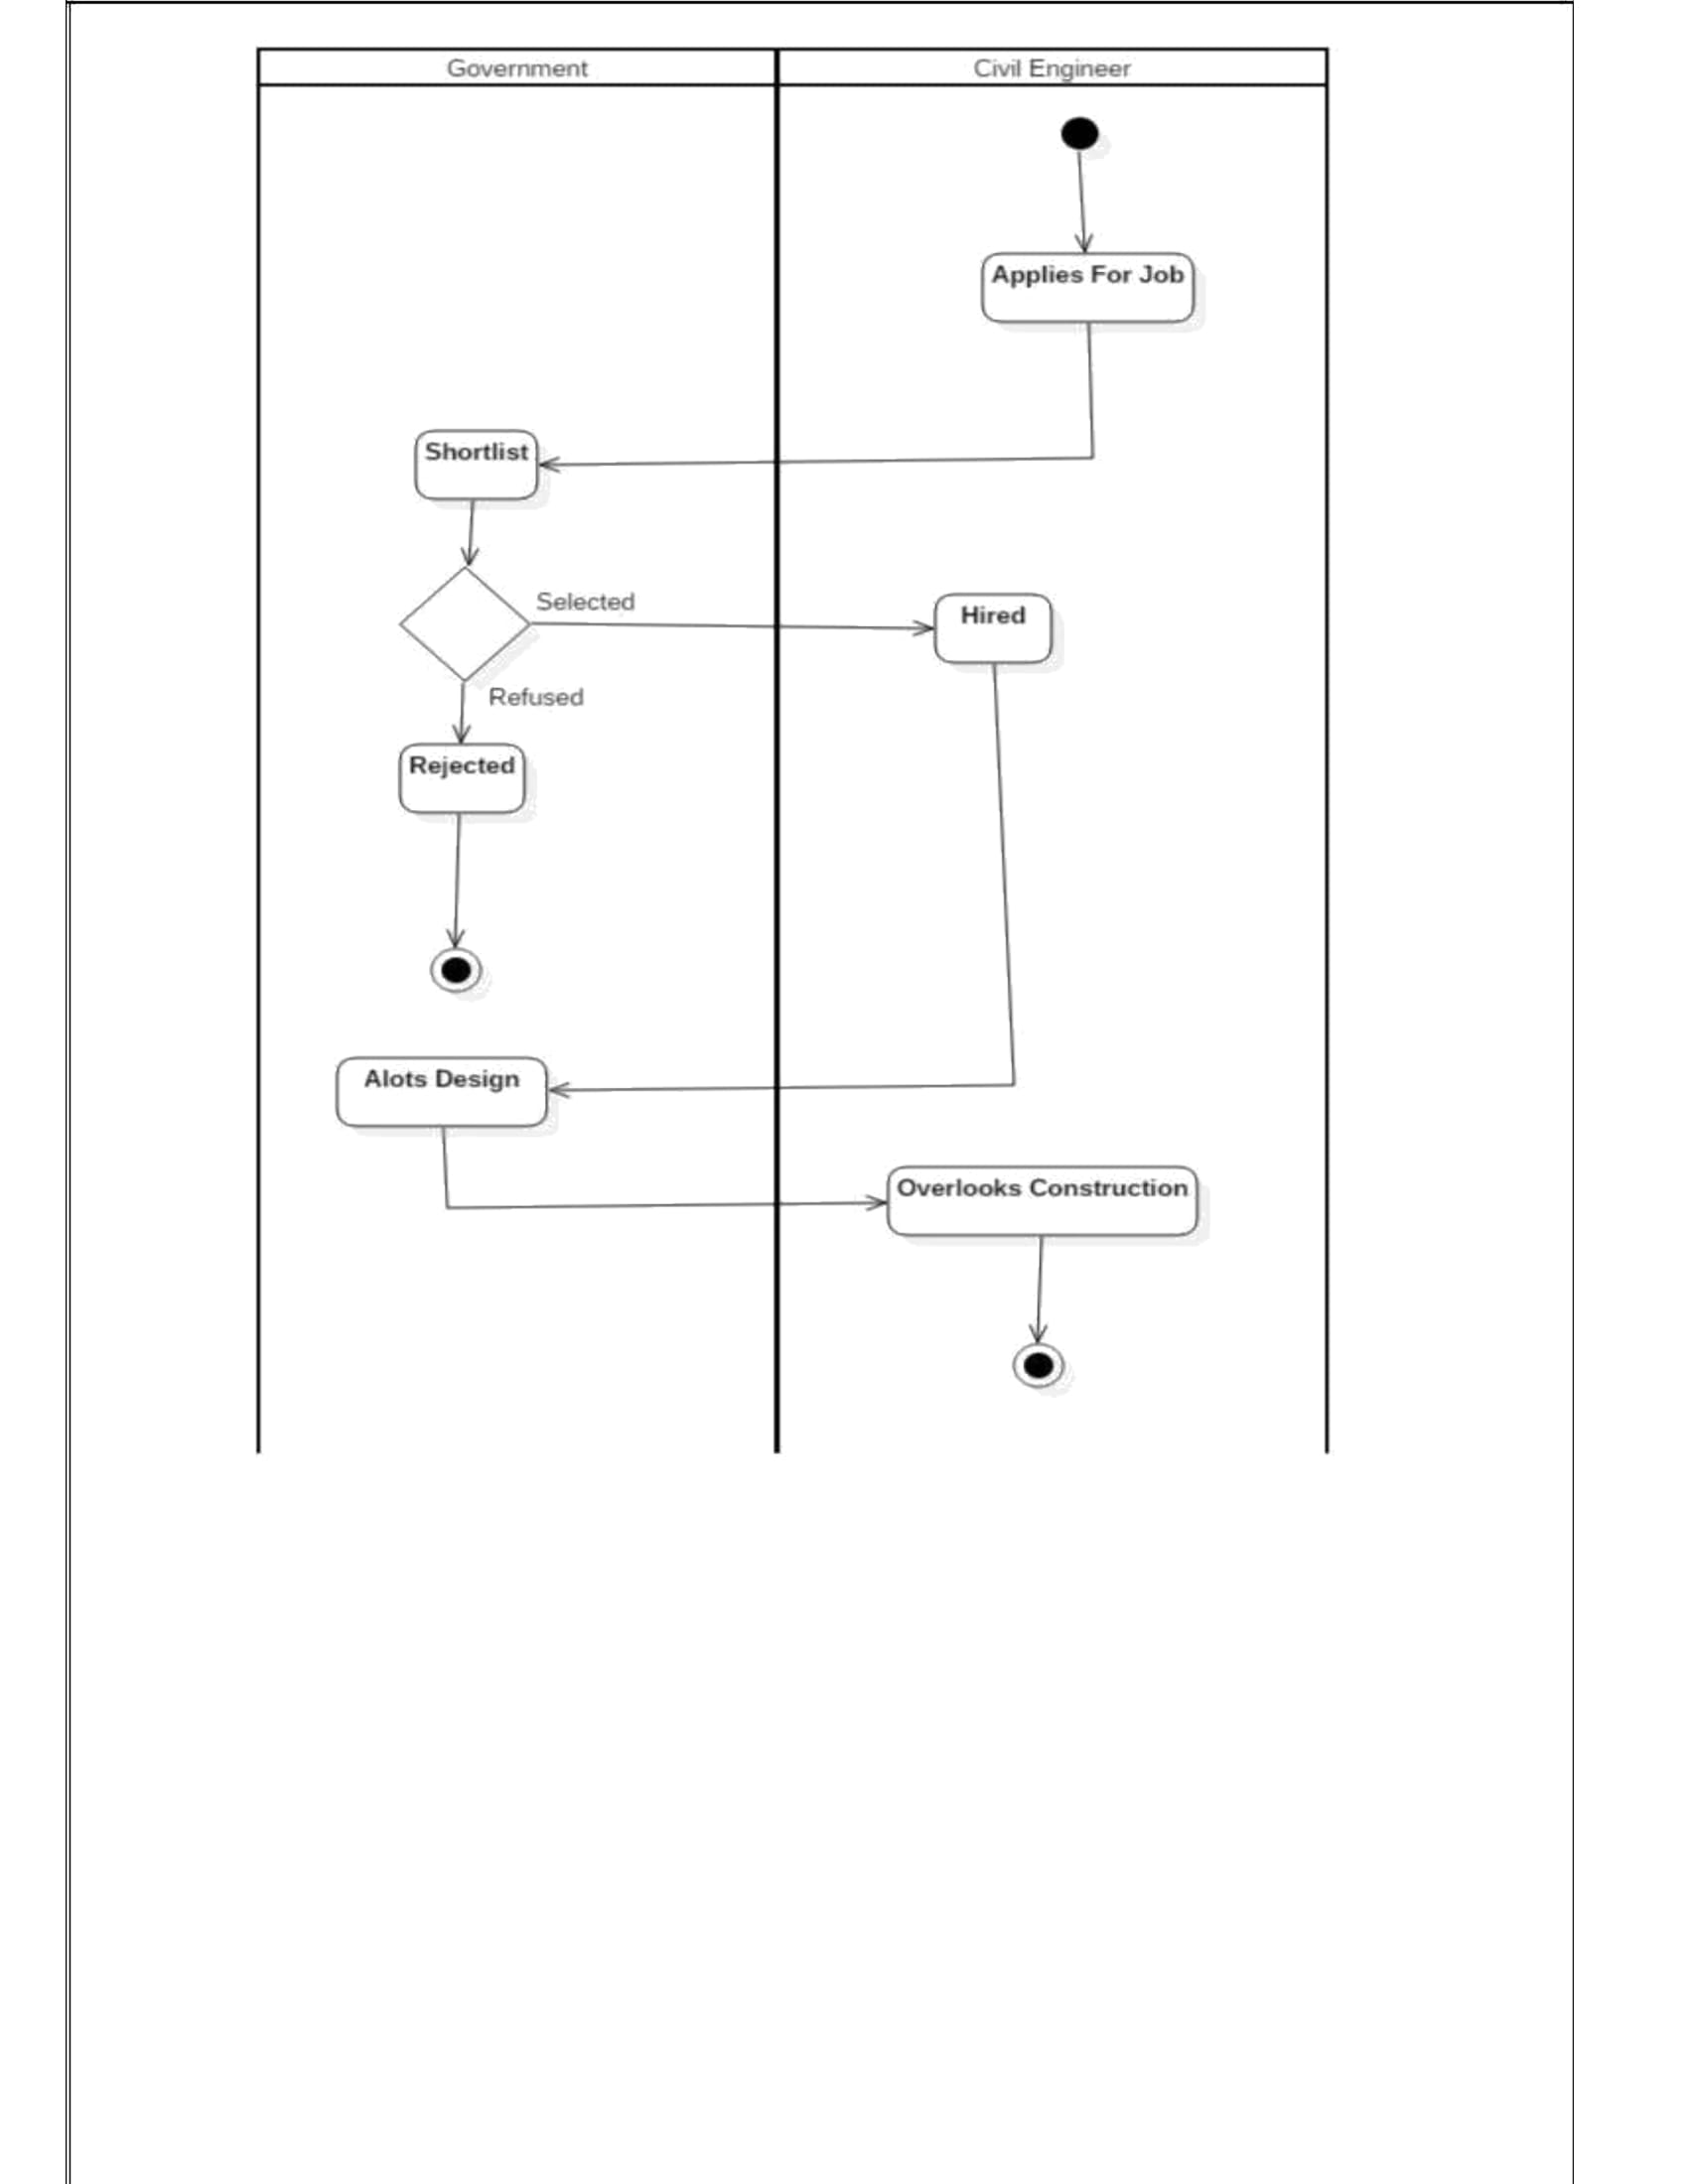 Government
Civil Engineer
Applies For Job
Shortlist
Selected
Hired
Refused
Rejected
Alots Design
Overlooks Construction